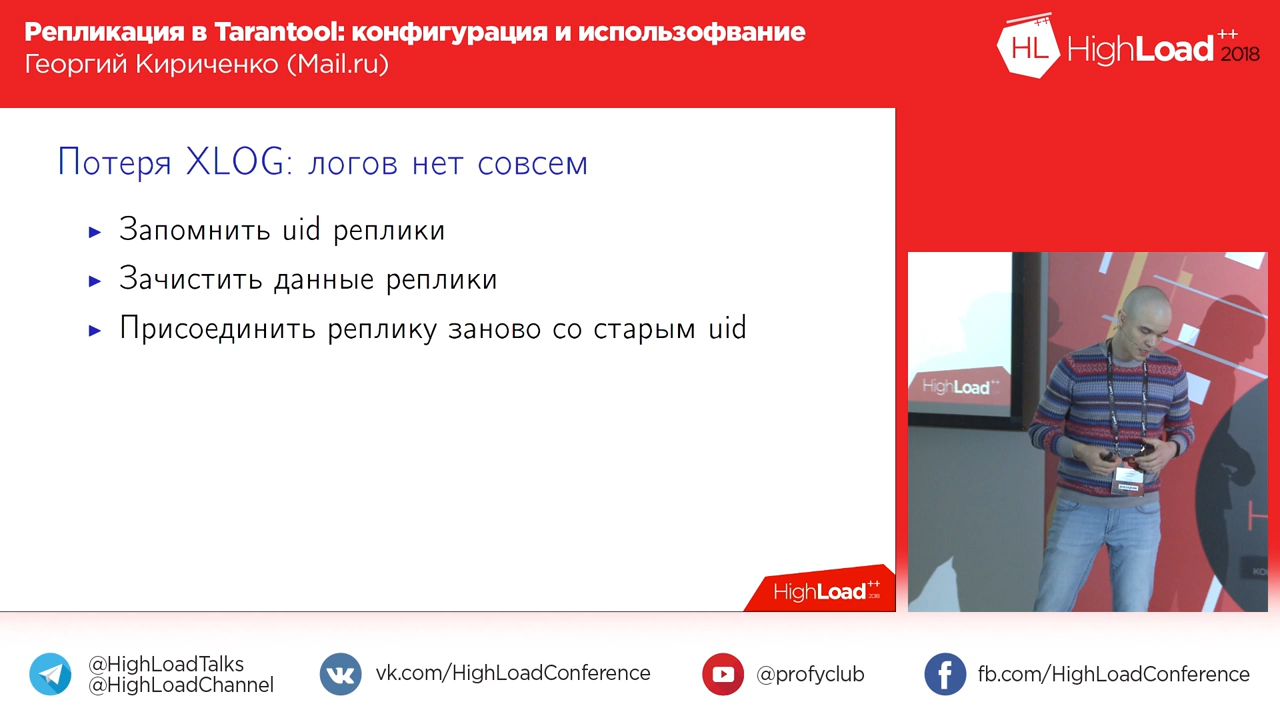 Репликация в Tarantool: конфигурация и использофвание
Георгий Кириченко (Mail.ru)
HL HighLoad++ 2018
Потеря XLOG: логов нет совсем
► Запомнить uid реплики
► Зачистить данные реплики
► Присоединить реплику заново со старым uid
HighLoad++ 2018
HighLoad++
@HighLoadTalks
@HighLoadChannel
vk.com/HighLoadConference
@profyclub
fb.com/HighLoadConference